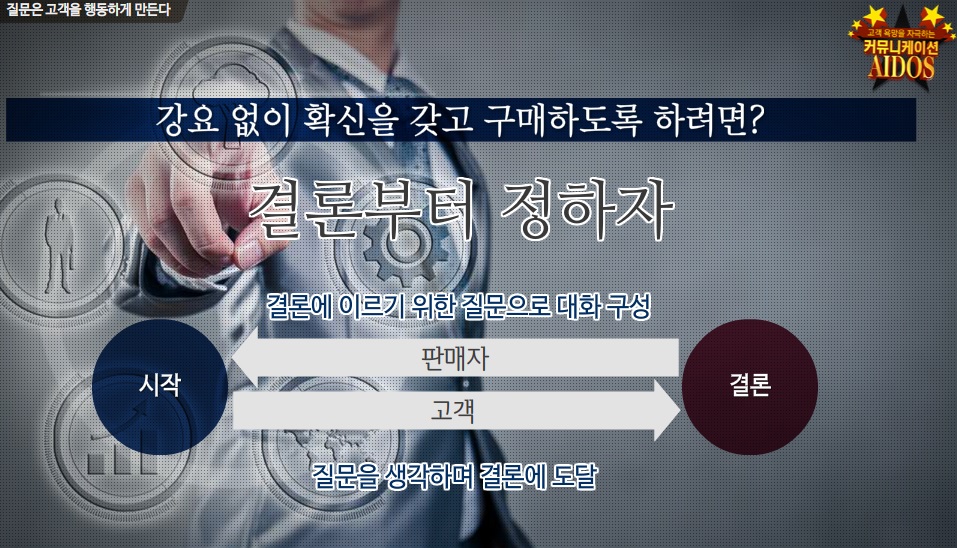 질문은 고객을 행동하게 만든다
고객 욕망을 자극하는
커뮤니케이션
AIDOS
강요 없이 확신을 갖고 구매하도록 하려면?
결론부터 정하자
결론에 이르기 위한 질문으로 대화 구성
판매자
시작
결론
고객
질문을 생각하며 결론에 도달